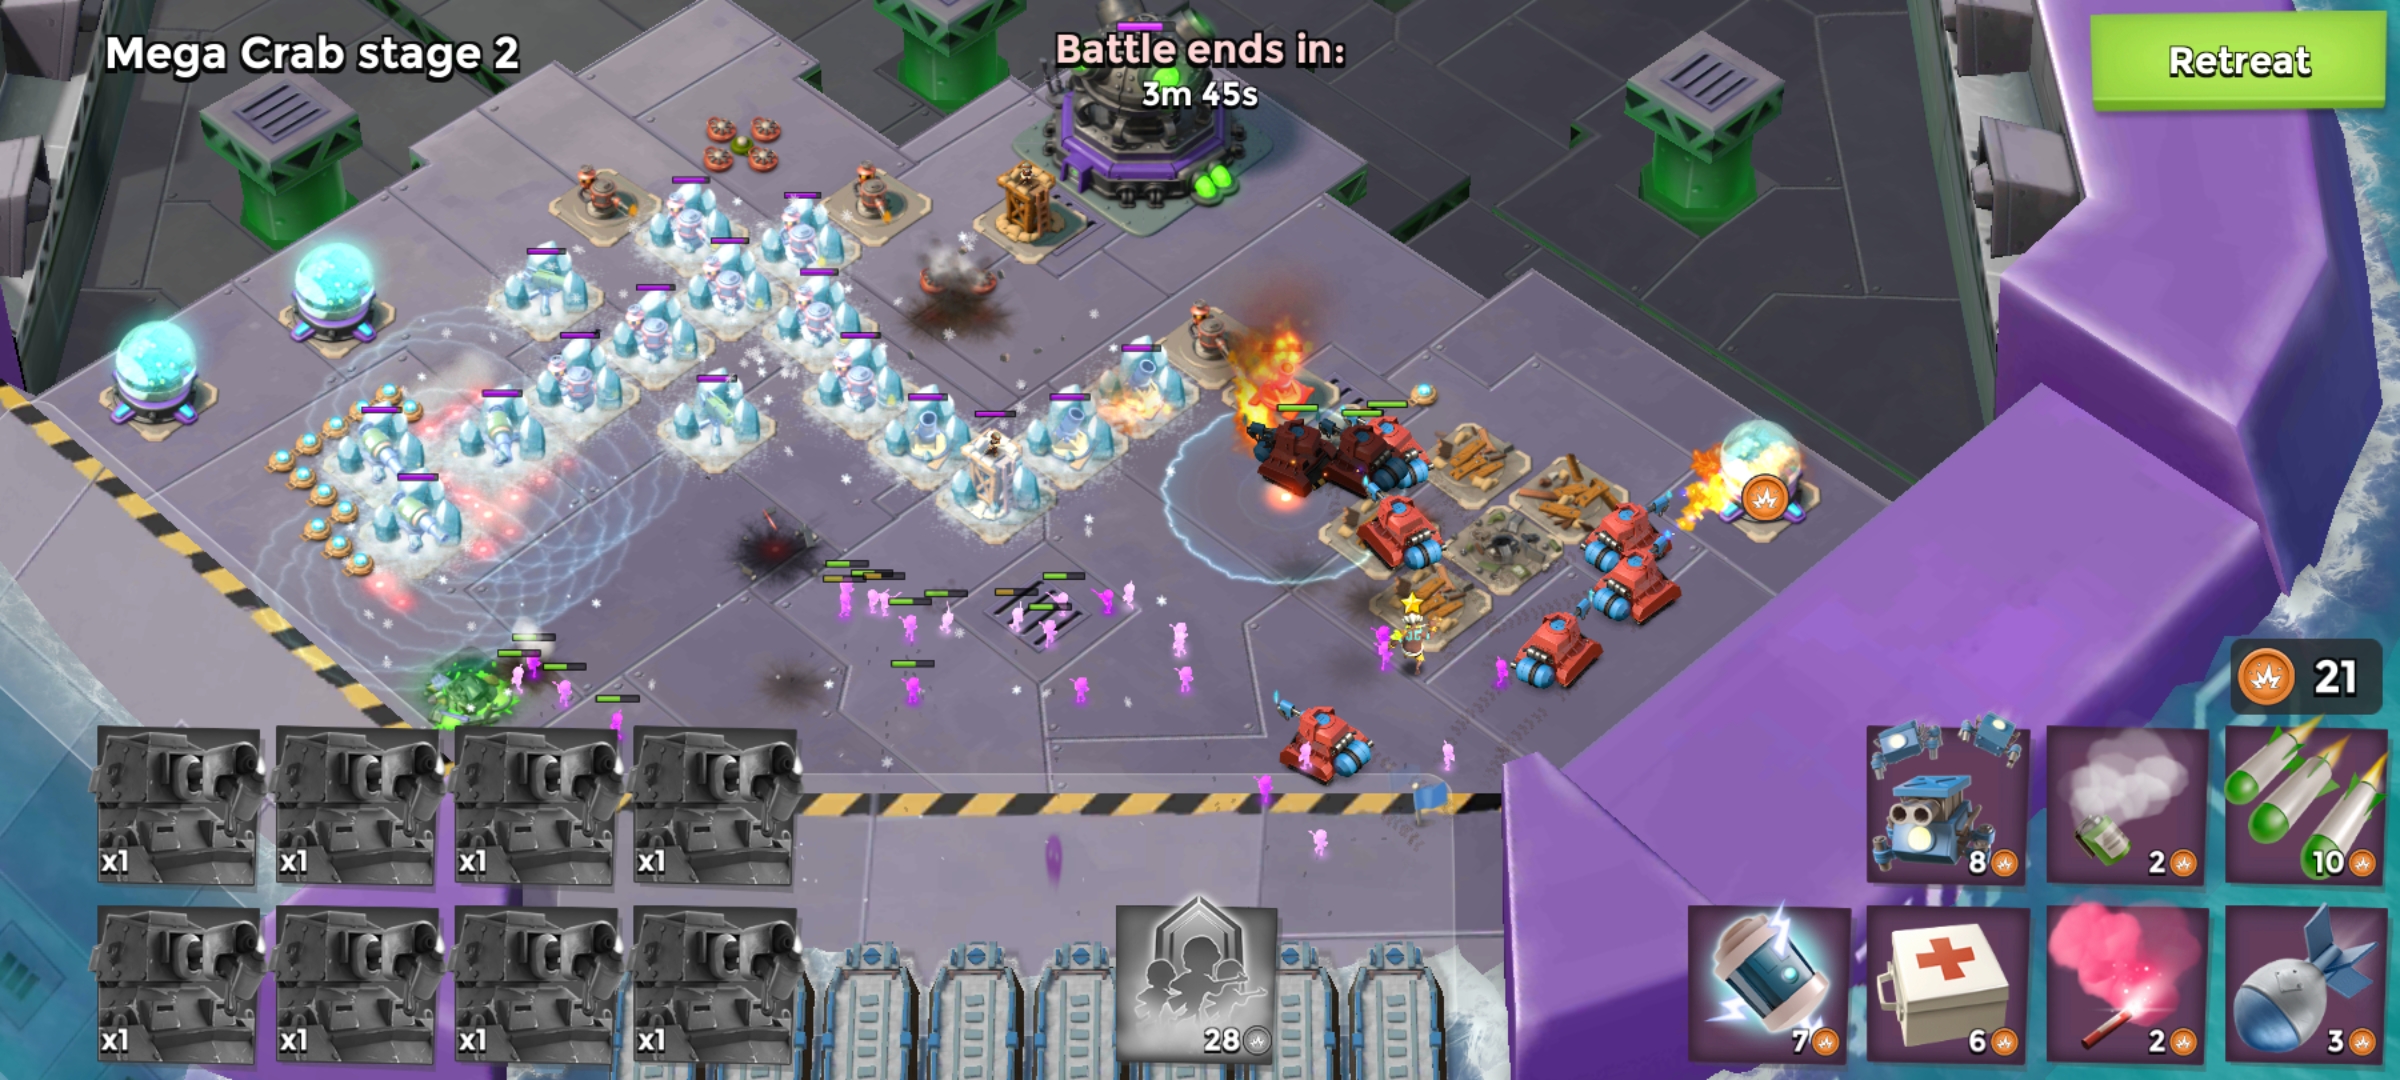 Mega Crab stage 2
Battle ends in:
3m 45s
Retreat
21
8
2
10
x1
x1
x1
x1
x1
x1
x1
x1
28
7
6
2
3